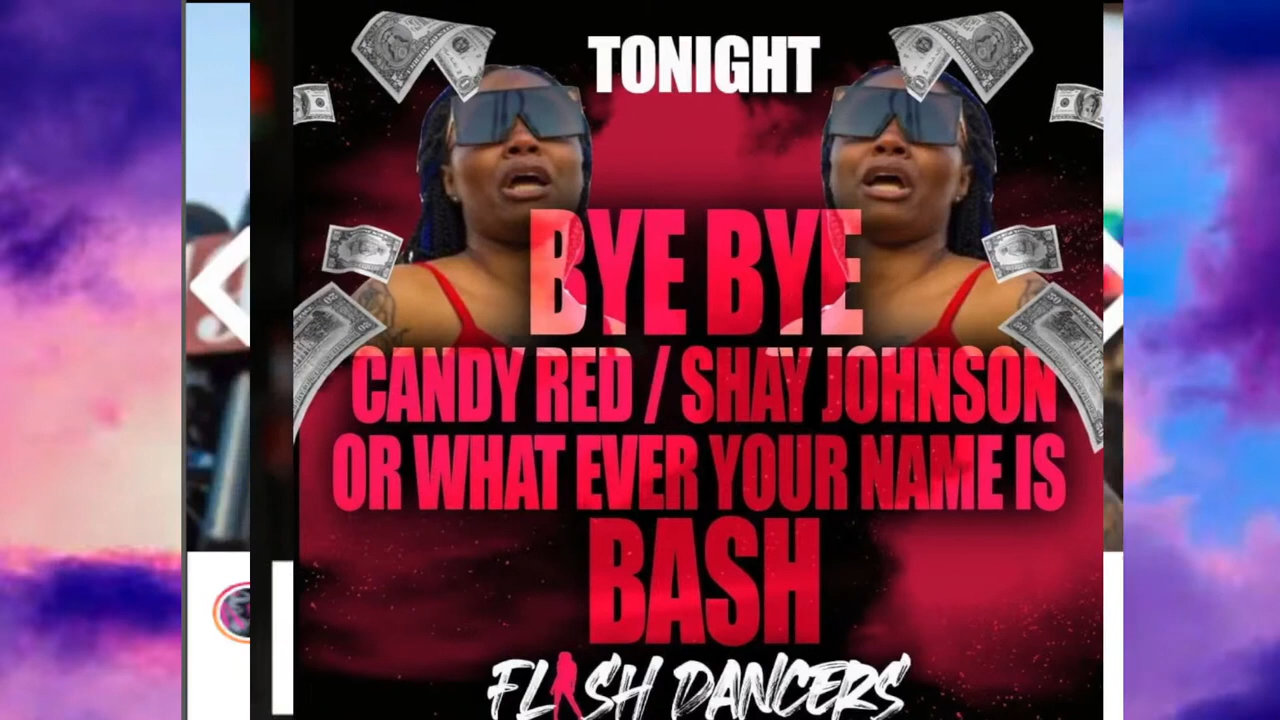 TONIGHT
BYE BYE
CANDY RED / SHAY JOHNSON
OR WHAT EVER YOUR NAME IS
BASH
FLASH DANCERS